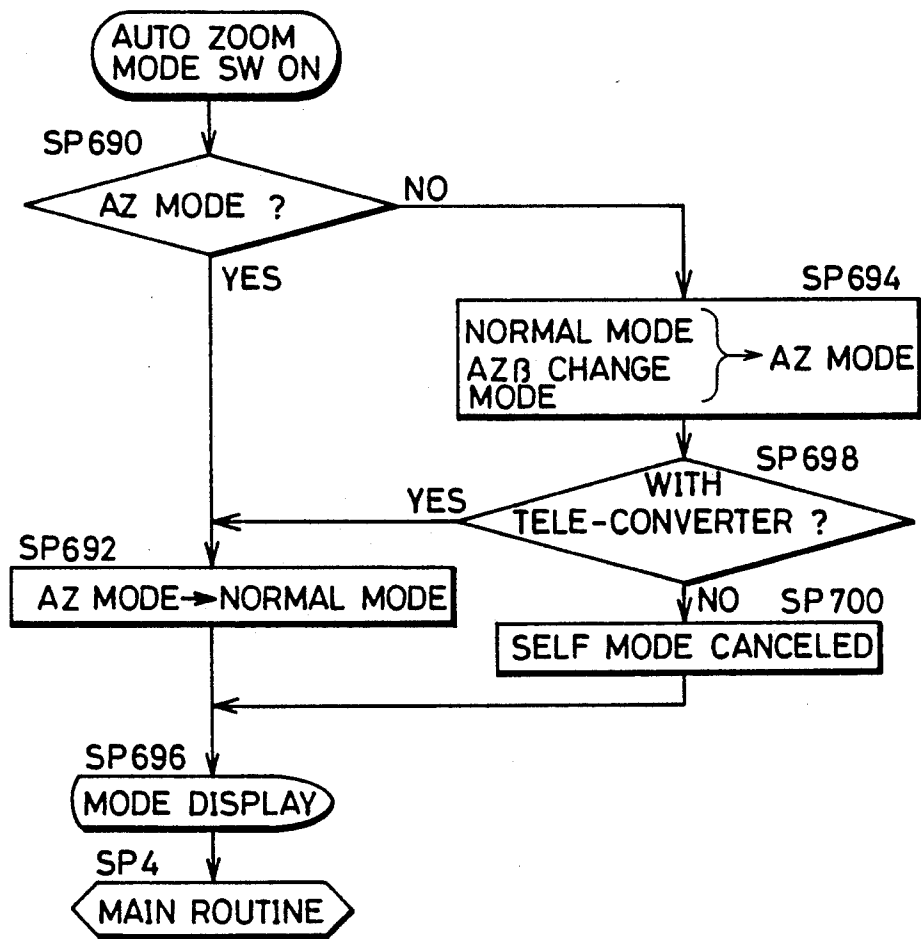 AUTO ZOOM
MODE SW ON
SP690
AZ MODE ?
NO
YES
SP694
NORMAL MODE
AZβ CHANGE
MODE
AZ MODE
SP698
WITH
TELE-CONVERTER ?
YES
NO
SP692
AZ MODE→NORMAL MODE
SP700
SELF MODE CANCELED
SP696
MODE DISPLAY
SP4
MAIN ROUTINE